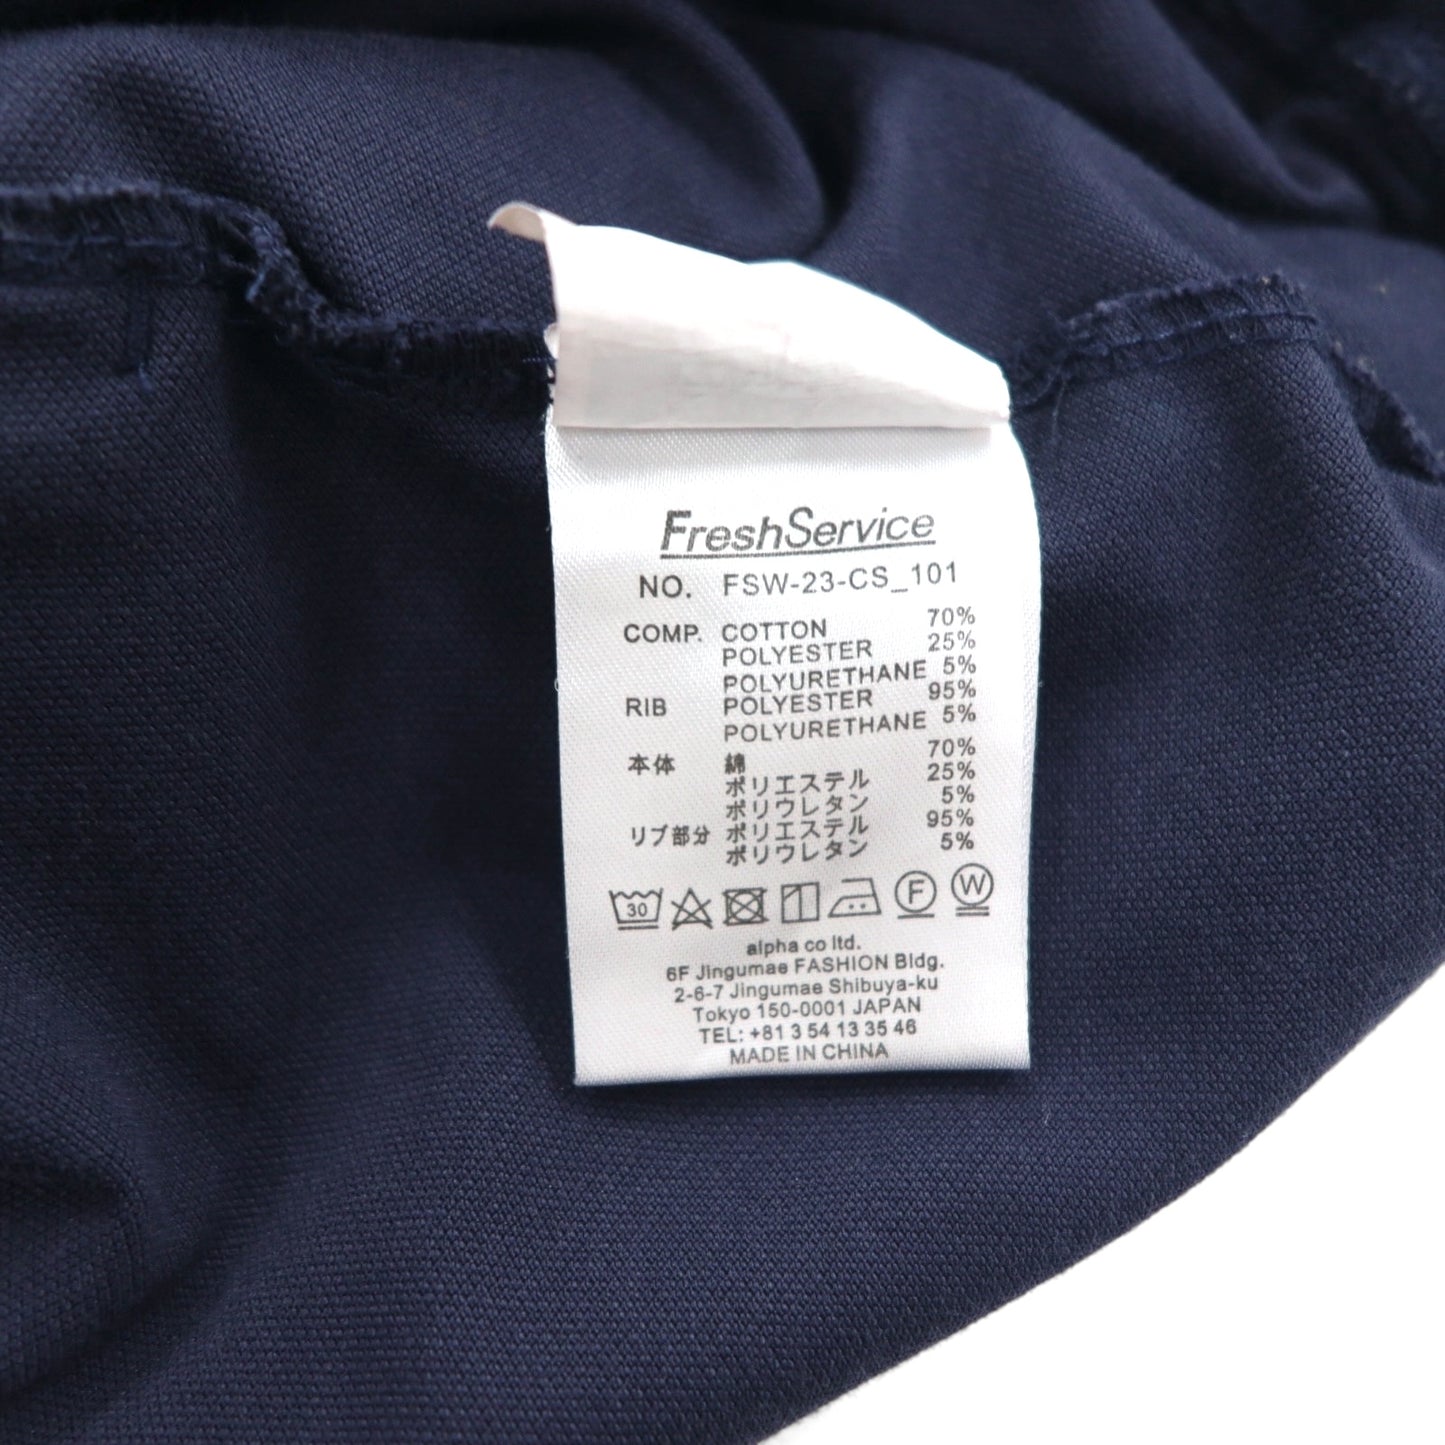 FreshService
NO. FSW-23-CS_101
COMP. COTTON 70%
POLYESTER 25%
POLYURETHANE 5%
RIB POLYESTER 95%
POLYURETHANE 5%
本体 綿 70%
ポリエステル 25%
ポリウレタン 5%
リブ部分 ポリエステル 95%
ポリウレタン 5%
30 F W
alpha co ltd.
6F Jingumae FASHION Bldg.
2-6-7 Jingumae Shibuya-ku
Tokyo 150-0001 JAPAN
TEL: +81 3 54 13 35 46
MADE IN CHINA